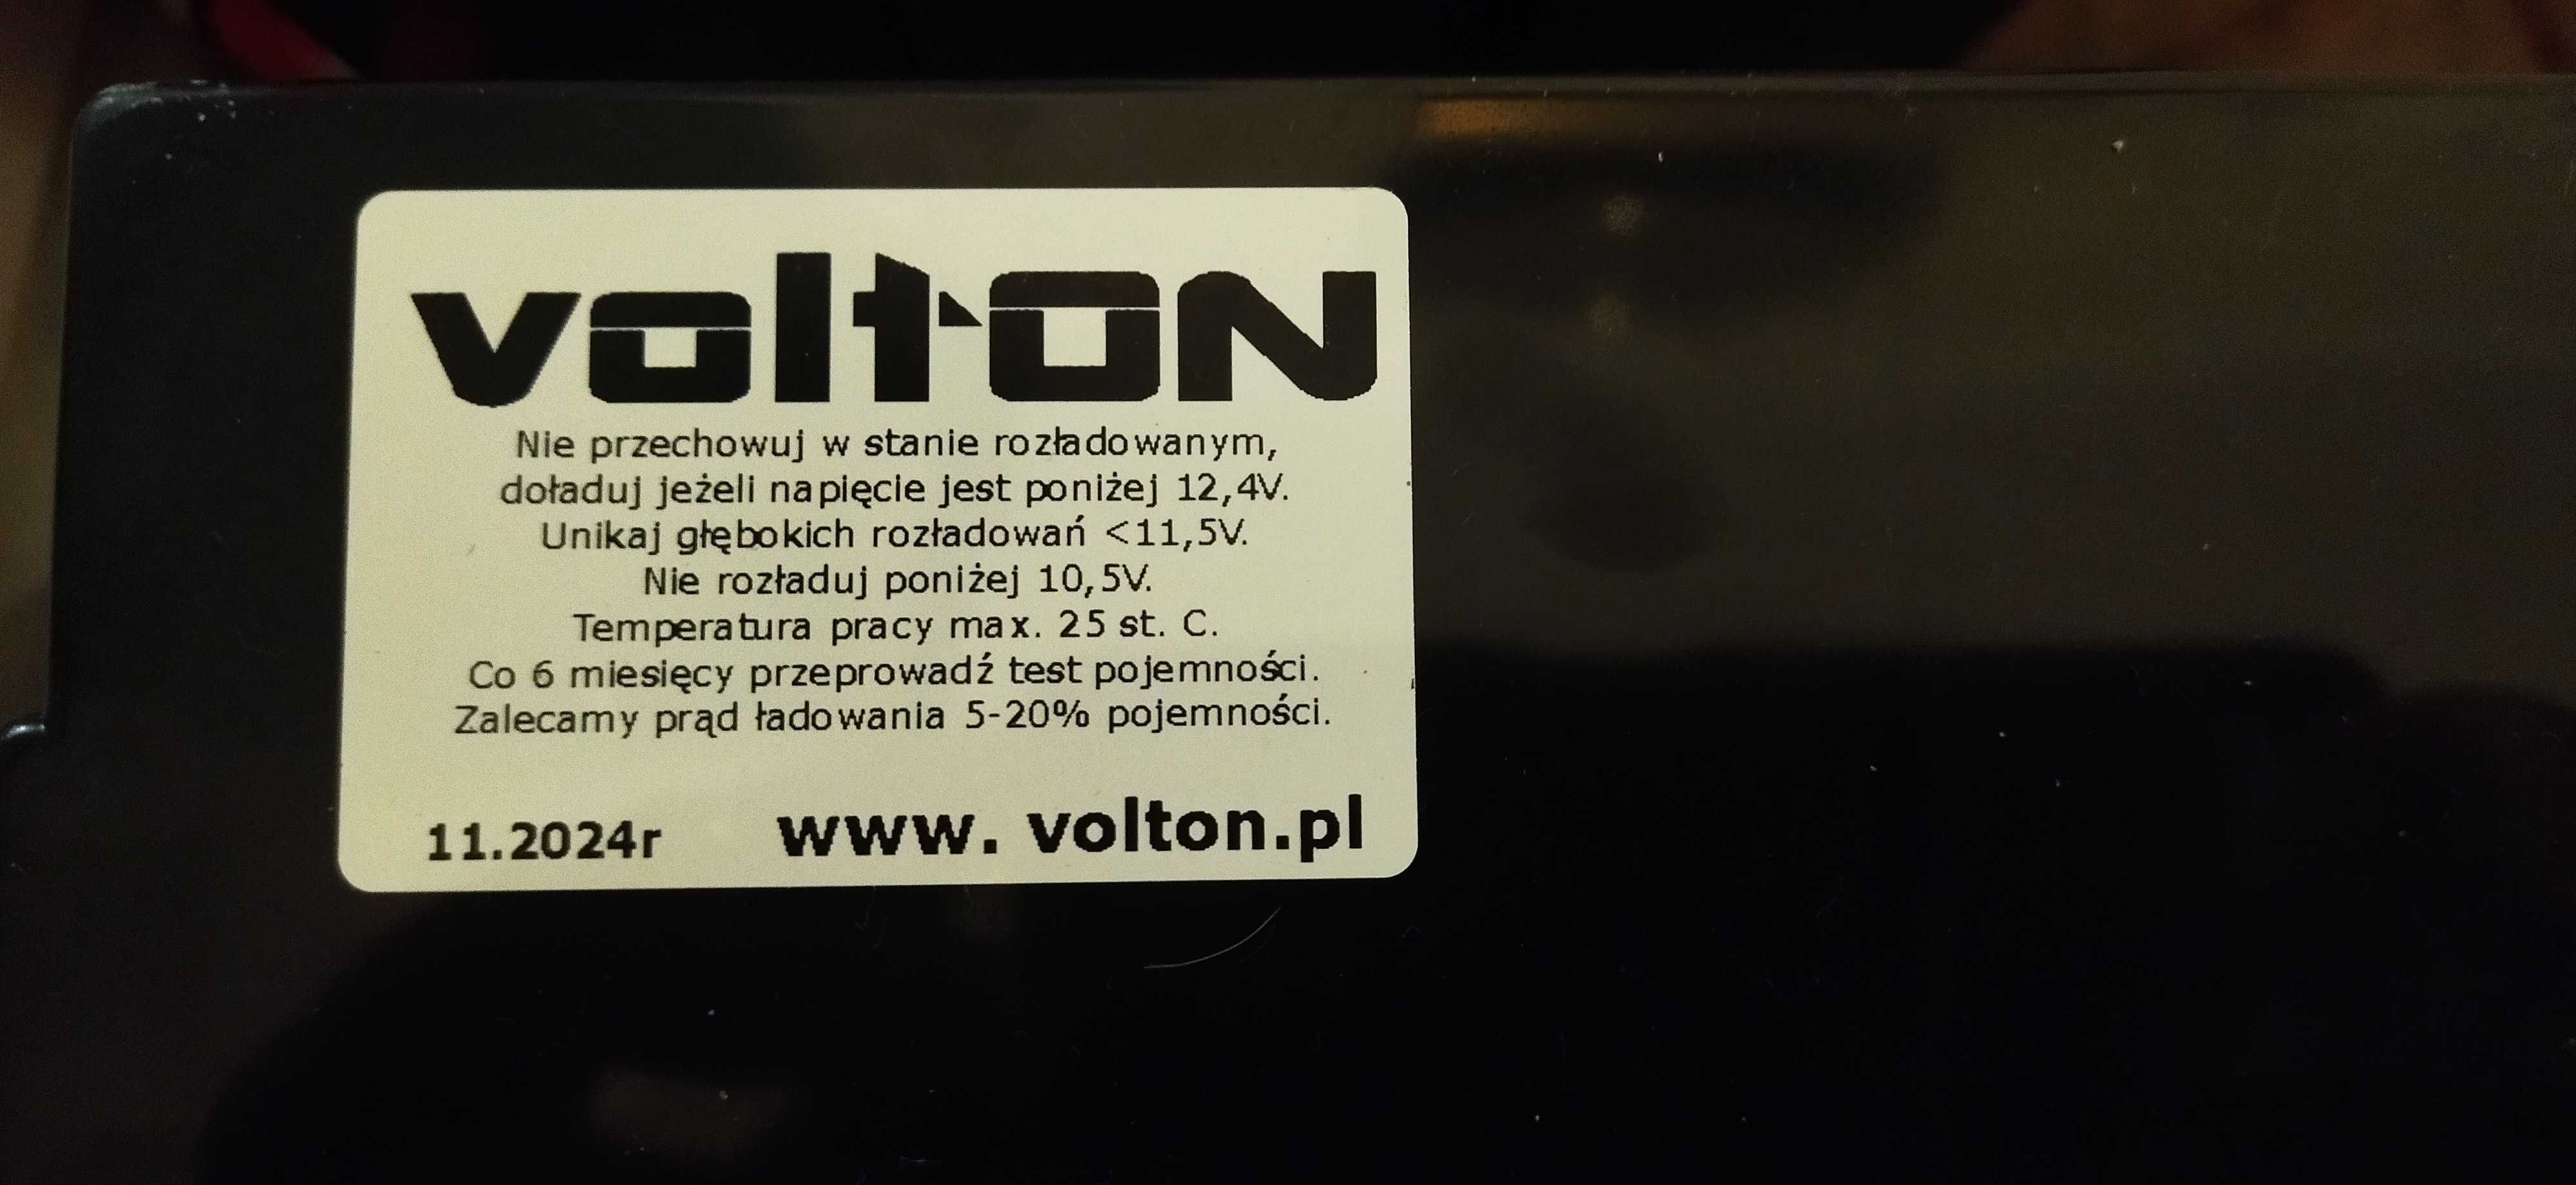 volton
Nie przechowuj w stanie rozładowanym,
doładuj jeżeli napięcie jest poniżej 12,4V.
Unikaj głębokich rozładowań <11,5V.
Nie rozładuj poniżej 10,5V.
Temperatura pracy max. 25 st. C.
Co 6 miesięcy przeprowadź test pojemności.
Zalecamy prąd ładowania 5-20% pojemności.
11.2024r www. volton.pl